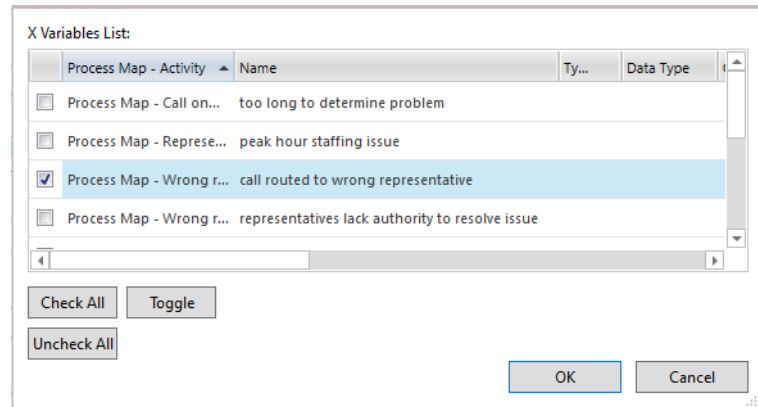 X Variables List:
Process Map - Activity Name Ty... Data Type
Process Map - Call on... too long to determine problem
Process Map - Represe... peak hour staffing issue
Process Map - Wrong r... call routed to wrong representative
Process Map - Wrong r... representatives lack authority to resolve issue
Check All Toggle
Uncheck All
OK Cancel